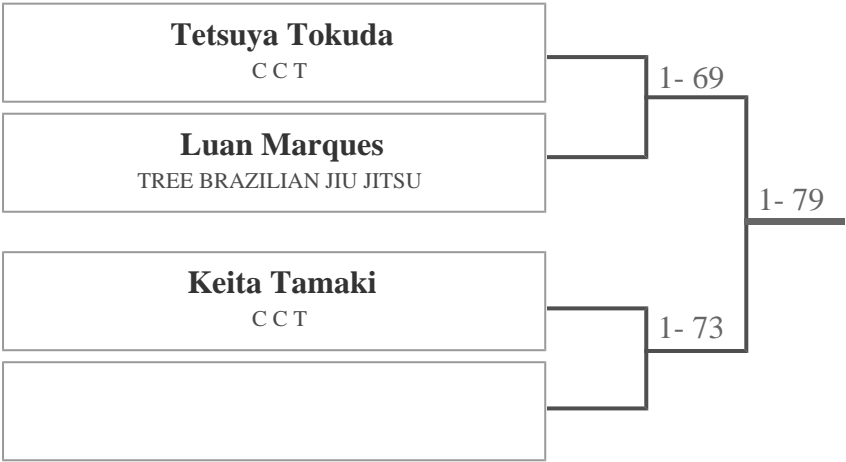 Tetsuya Tokuda
C C T
1- 69
Luan Marques
TREE BRAZILIAN JIU JITSU
1- 79
Keita Tamaki
C C T
1- 73